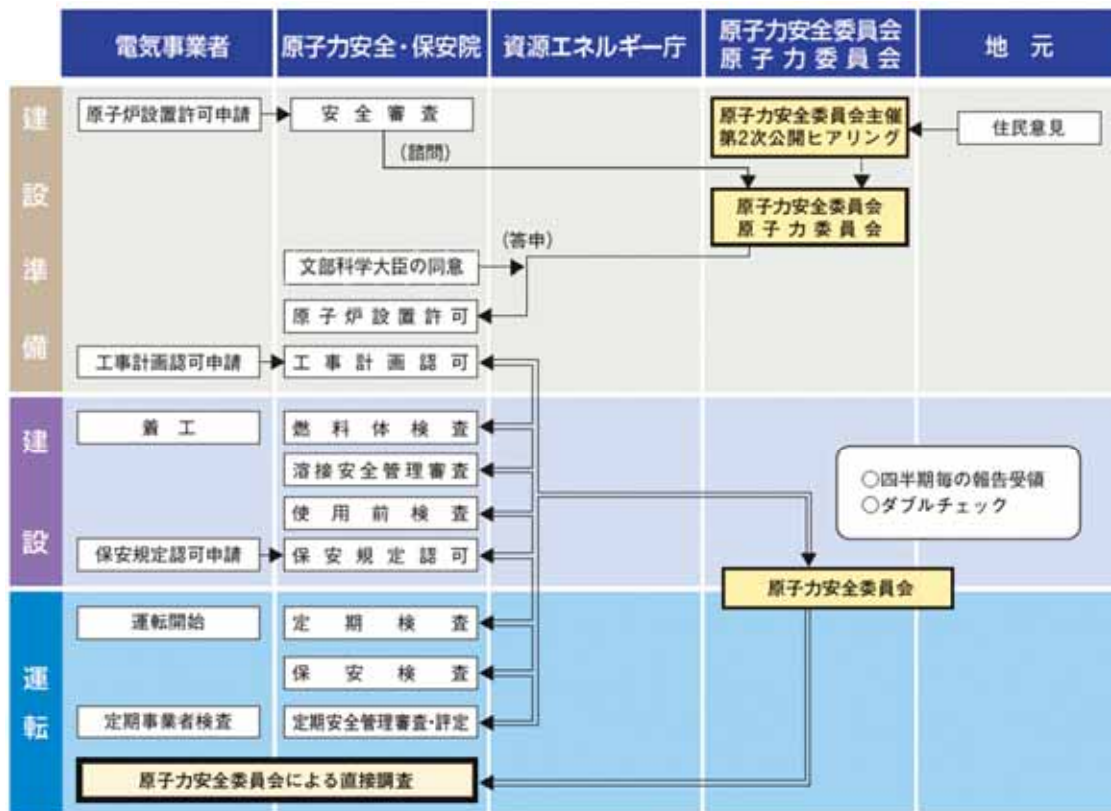 電気事業者
原子力安全・保安院
資源エネルギー庁
原子力安全委員会
原子力委員会
地元
建設準備
原子炉設置許可申請
安全審査
原子力安全委員会主催
第2次公開ヒアリング
住民意見
(諮問)
原子力安全委員会
原子力委員会
(答申)
文部科学大臣の同意
原子炉設置許可
工事計画認可申請
工事計画認可
建設
着工
燃料体検査
溶接安全管理審査
使用前検査
保安規定認可申請
保安規定認可
○四半期毎の報告受領
○ダブルチェック
原子力安全委員会
運転
運転開始
定期検査
保安検査
定期事業者検査
定期安全管理審査・評定
原子力安全委員会による直接調査